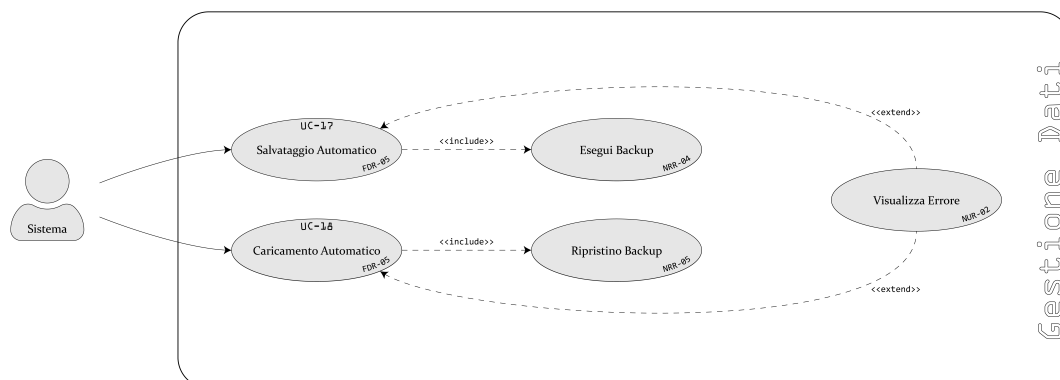 UC-17
Salvataggio Automatico
FDR-05
<<include>>
Esegui Backup
NRR-04
<<extend>>
Visualizza Errore
NUR-02
Sistema
UC-18
Caricamento Automatico
FDR-05
<<include>>
Ripristino Backup
NRR-05
<<extend>>
Gestione Dati